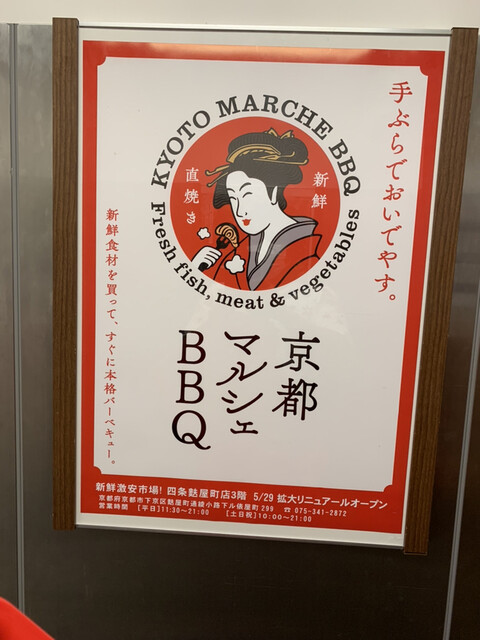 手ぶらでおいでやす。
KYOTO MARCHE BBQ
新鮮
直焼き
Fresh fish, meat & vegetables
京都
マルシェ
BBQ
新鮮食材を買って、すぐに本格バーベキュー。
新鮮激安市場! 四条麩屋町店3階 5/29 拡大リニュアールオープン
京都府京都市下京区麩屋町通綾小路下ル俵屋町299 ☎075-341-2872
営業時間 [平日]11:30~21:00 [土日祝]10:00~21:00